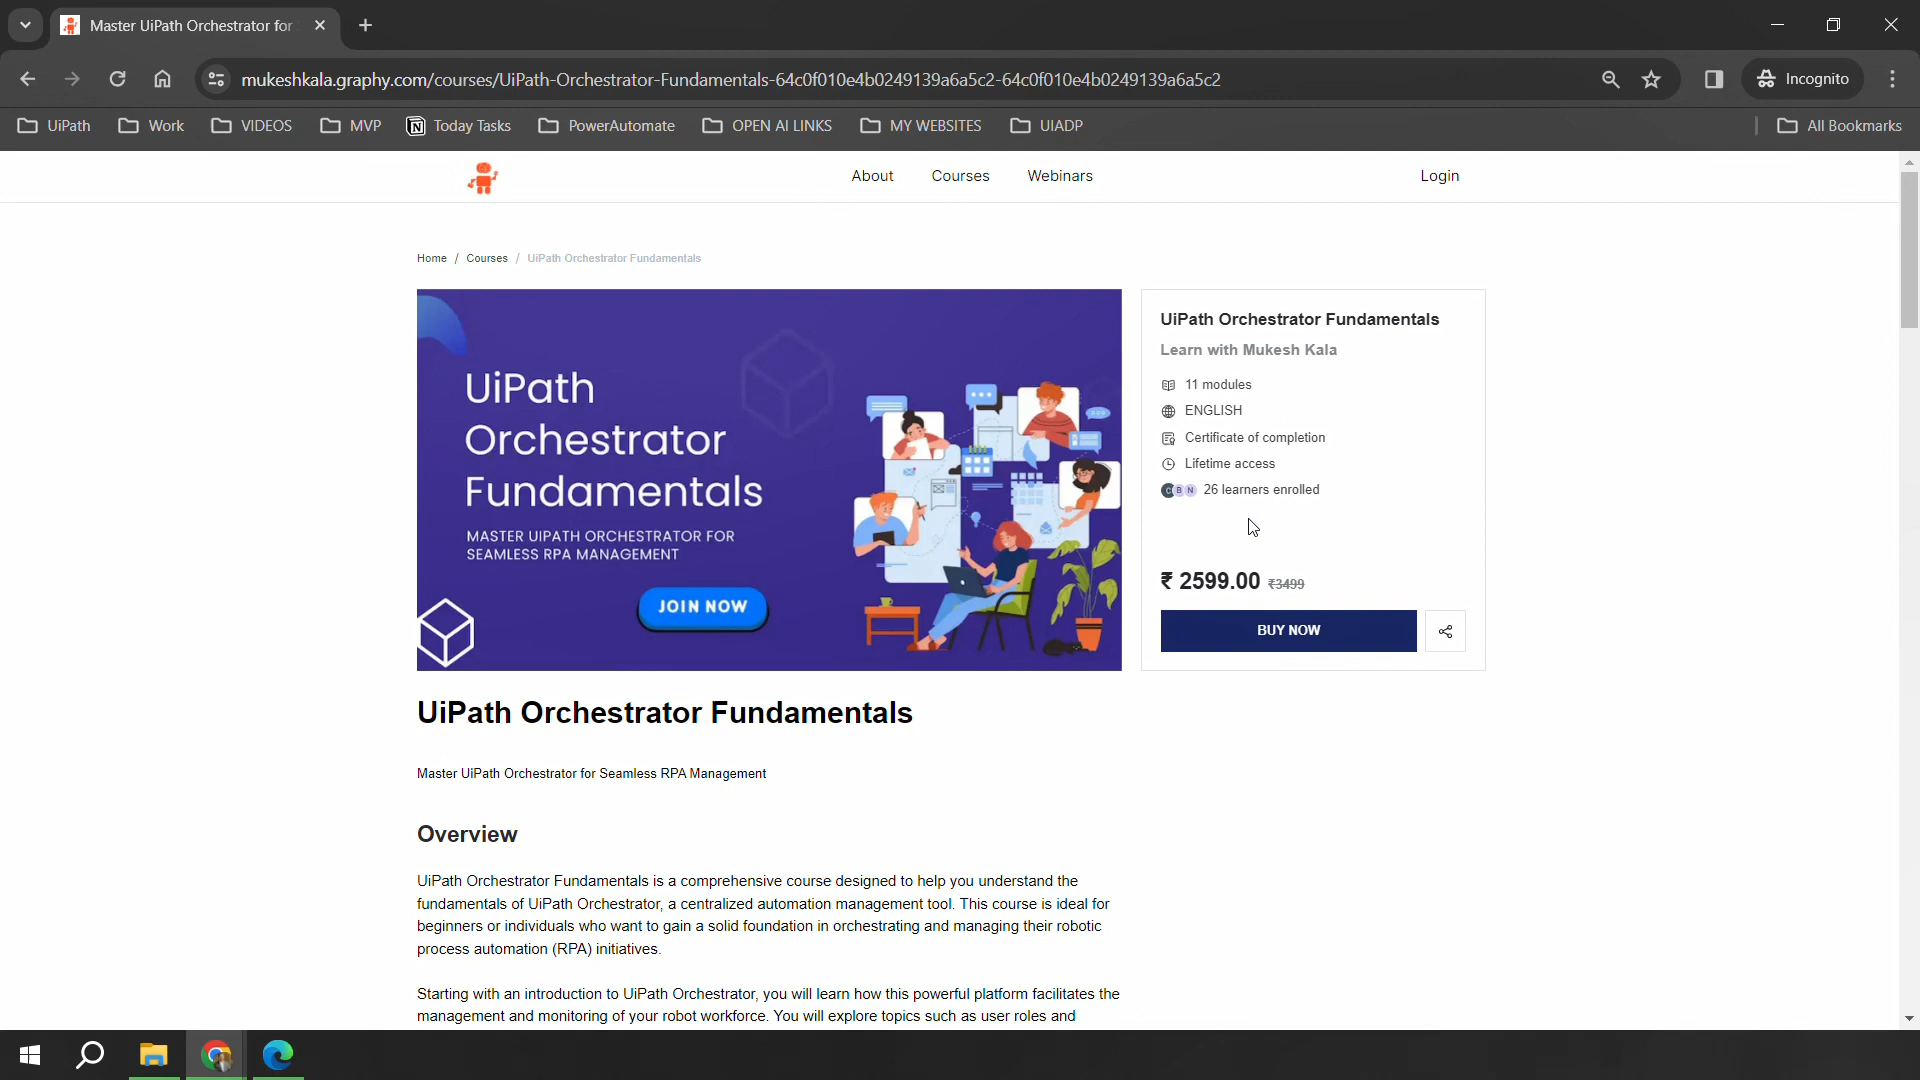 Master UiPath Orchestrator for
mukeshkala.graphy.com/courses/UiPath-Orchestrator-Fundamentals-64c0f010e4b0249139a6a5c2-64c0f010e4b0249139a6a5c2
Incognito
UiPath
Work
VIDEOS
MVP
Today Tasks
PowerAutomate
OPEN AI LINKS
MY WEBSITES
UIADP
All Bookmarks
About
Courses
Webinars
Login
Home / Courses / UiPath Orchestrator Fundamentals
UiPath
Orchestrator
Fundamentals
MASTER UIPATH ORCHESTRATOR FOR
SEAMLESS RPA MANAGEMENT
JOIN NOW
UiPath Orchestrator Fundamentals
Learn with Mukesh Kala
11 modules
ENGLISH
Certificate of completion
Lifetime access
C B N 26 learners enrolled
₹ 2599.00 ₹3499
BUY NOW
UiPath Orchestrator Fundamentals
Master UiPath Orchestrator for Seamless RPA Management
Overview
UiPath Orchestrator Fundamentals is a comprehensive course designed to help you understand the
fundamentals of UiPath Orchestrator, a centralized automation management tool. This course is ideal for
beginners or individuals who want to gain a solid foundation in orchestrating and managing their robotic
process automation (RPA) initiatives.
Starting with an introduction to UiPath Orchestrator, you will learn how this powerful platform facilitates the
management and monitoring of your robot workforce. You will explore topics such as user roles and